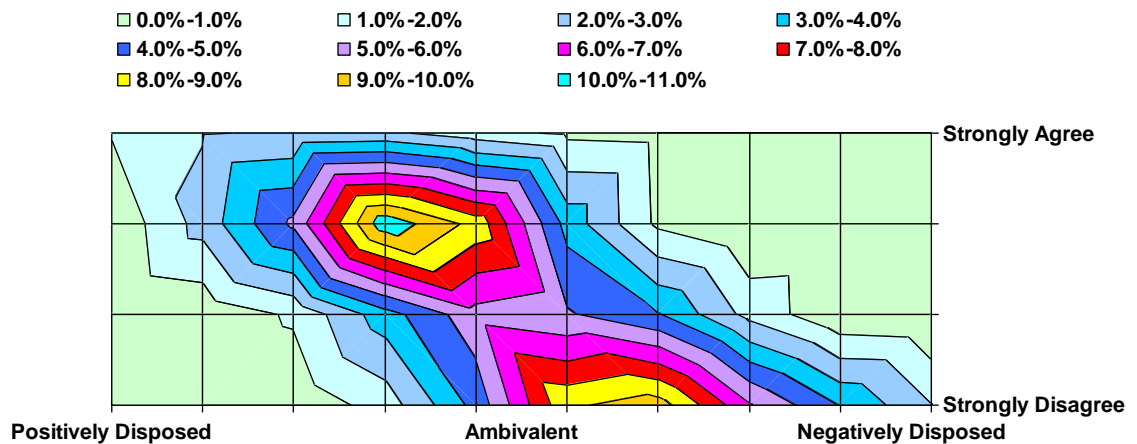 0.0%-1.0% 1.0%-2.0% 2.0%-3.0% 3.0%-4.0%
4.0%-5.0% 5.0%-6.0% 6.0%-7.0% 7.0%-8.0%
8.0%-9.0% 9.0%-10.0% 10.0%-11.0%
Strongly Agree
Strongly Disagree
Positively Disposed Ambivalent Negatively Disposed